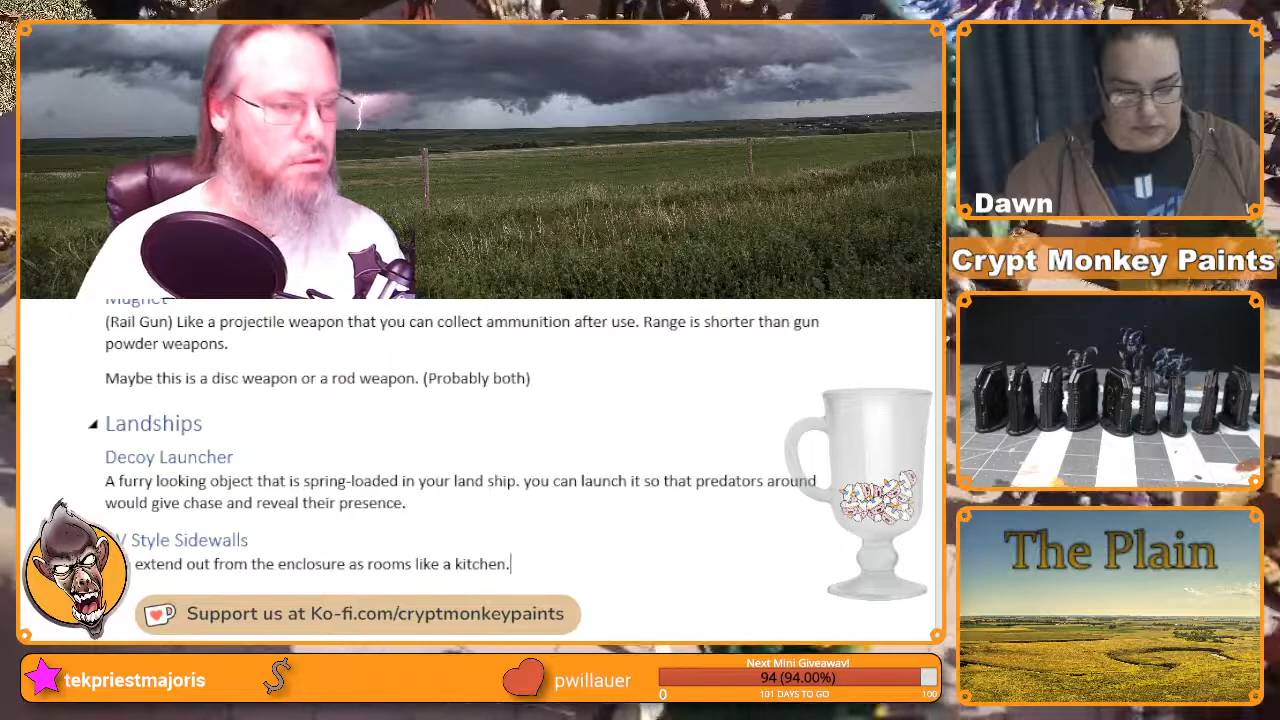 Magnet
(Rail Gun) Like a projectile weapon that you can collect ammunition after use. Range is shorter than gun
powder weapons.
Maybe this is a disc weapon or a rod weapon. (Probably both)
Landships
Decoy Launcher
A furry looking object that is spring-loaded in your land ship. you can launch it so that predators around
would give chase and reveal their presence.
V Style Sidewalls
extend out from the enclosure as rooms like a kitchen.
Support us at Ko-fi.com/cryptmonkeypaints
tekpriestmajoris
pwillauer
Next Mini Giveaway!
94 (94.00%)
0
101 DAYS TO GO
100
Dawn
Crypt Monkey Paints
The Plain